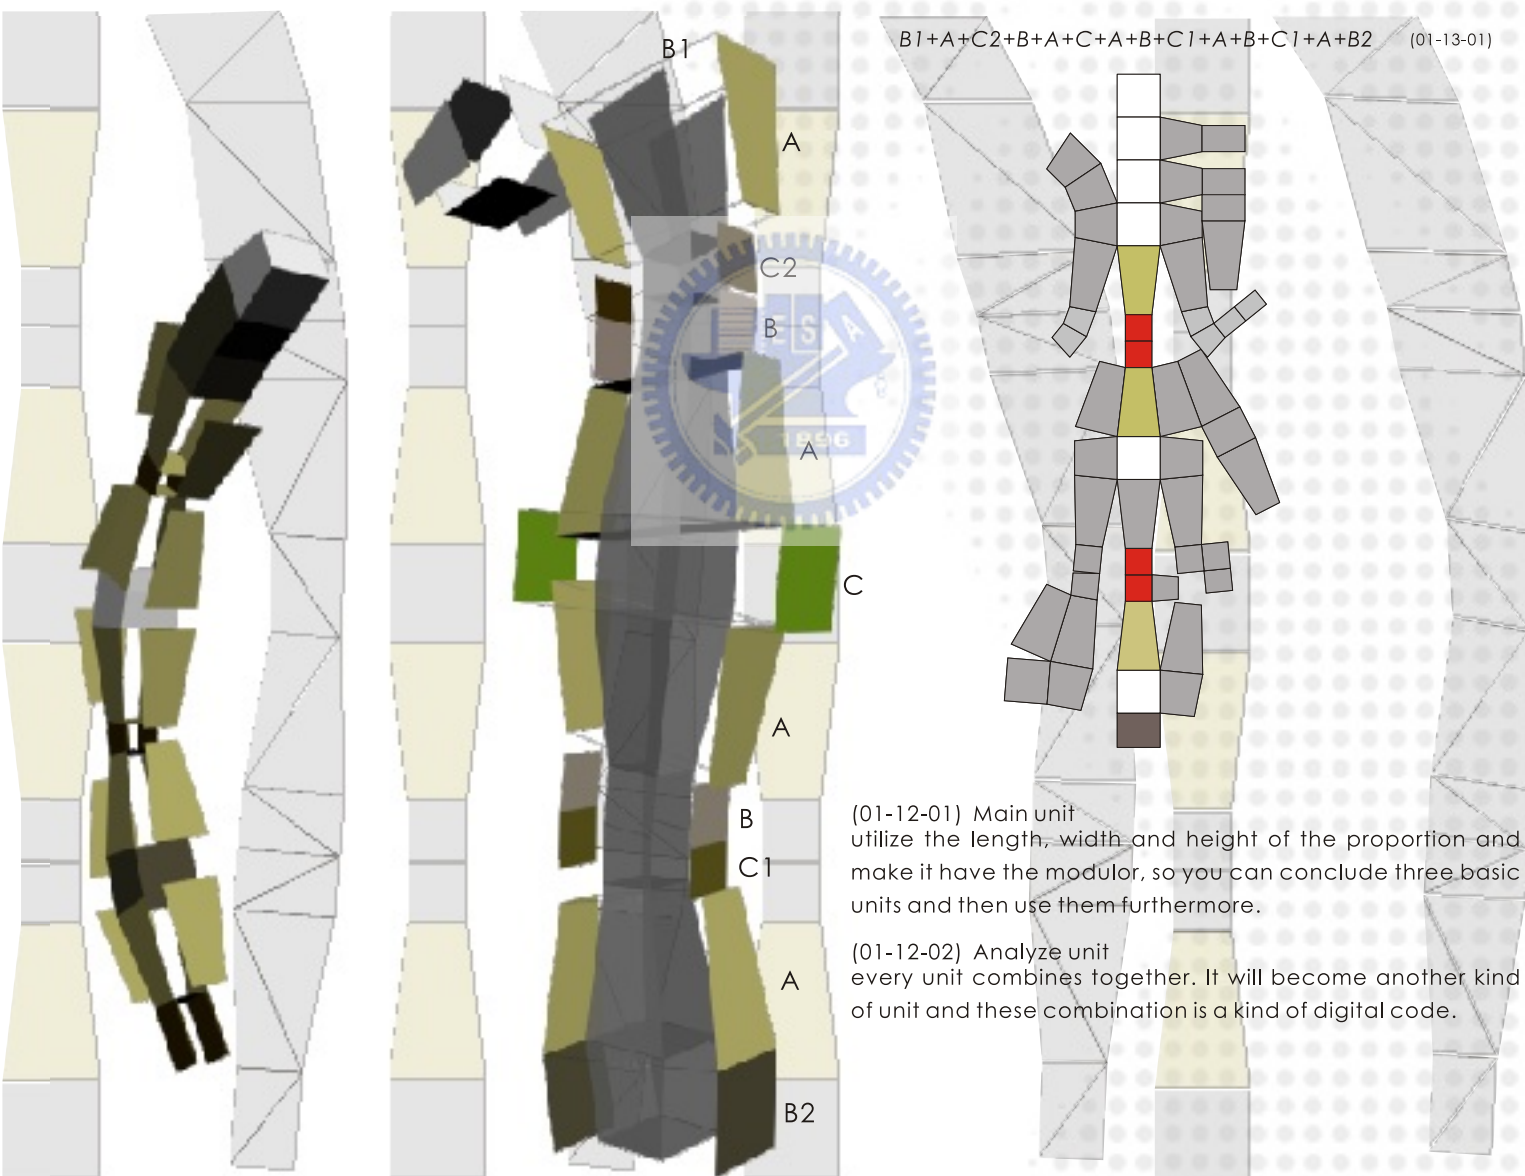 B1+A+C2+B+A+C+A+B+C1+A+B+C1+A+B2 (01-13-01)
B1
A
C2
B
E S A
1896
A
C
A
B
C1
A
B2
(01-12-01) Main unit
utilize the length, width and height of the proportion and
make it have the modulor, so you can conclude three basic
units and then use them furthermore.
(01-12-02) Analyze unit
every unit combines together. It will become another kind
of unit and these combination is a kind of digital code.